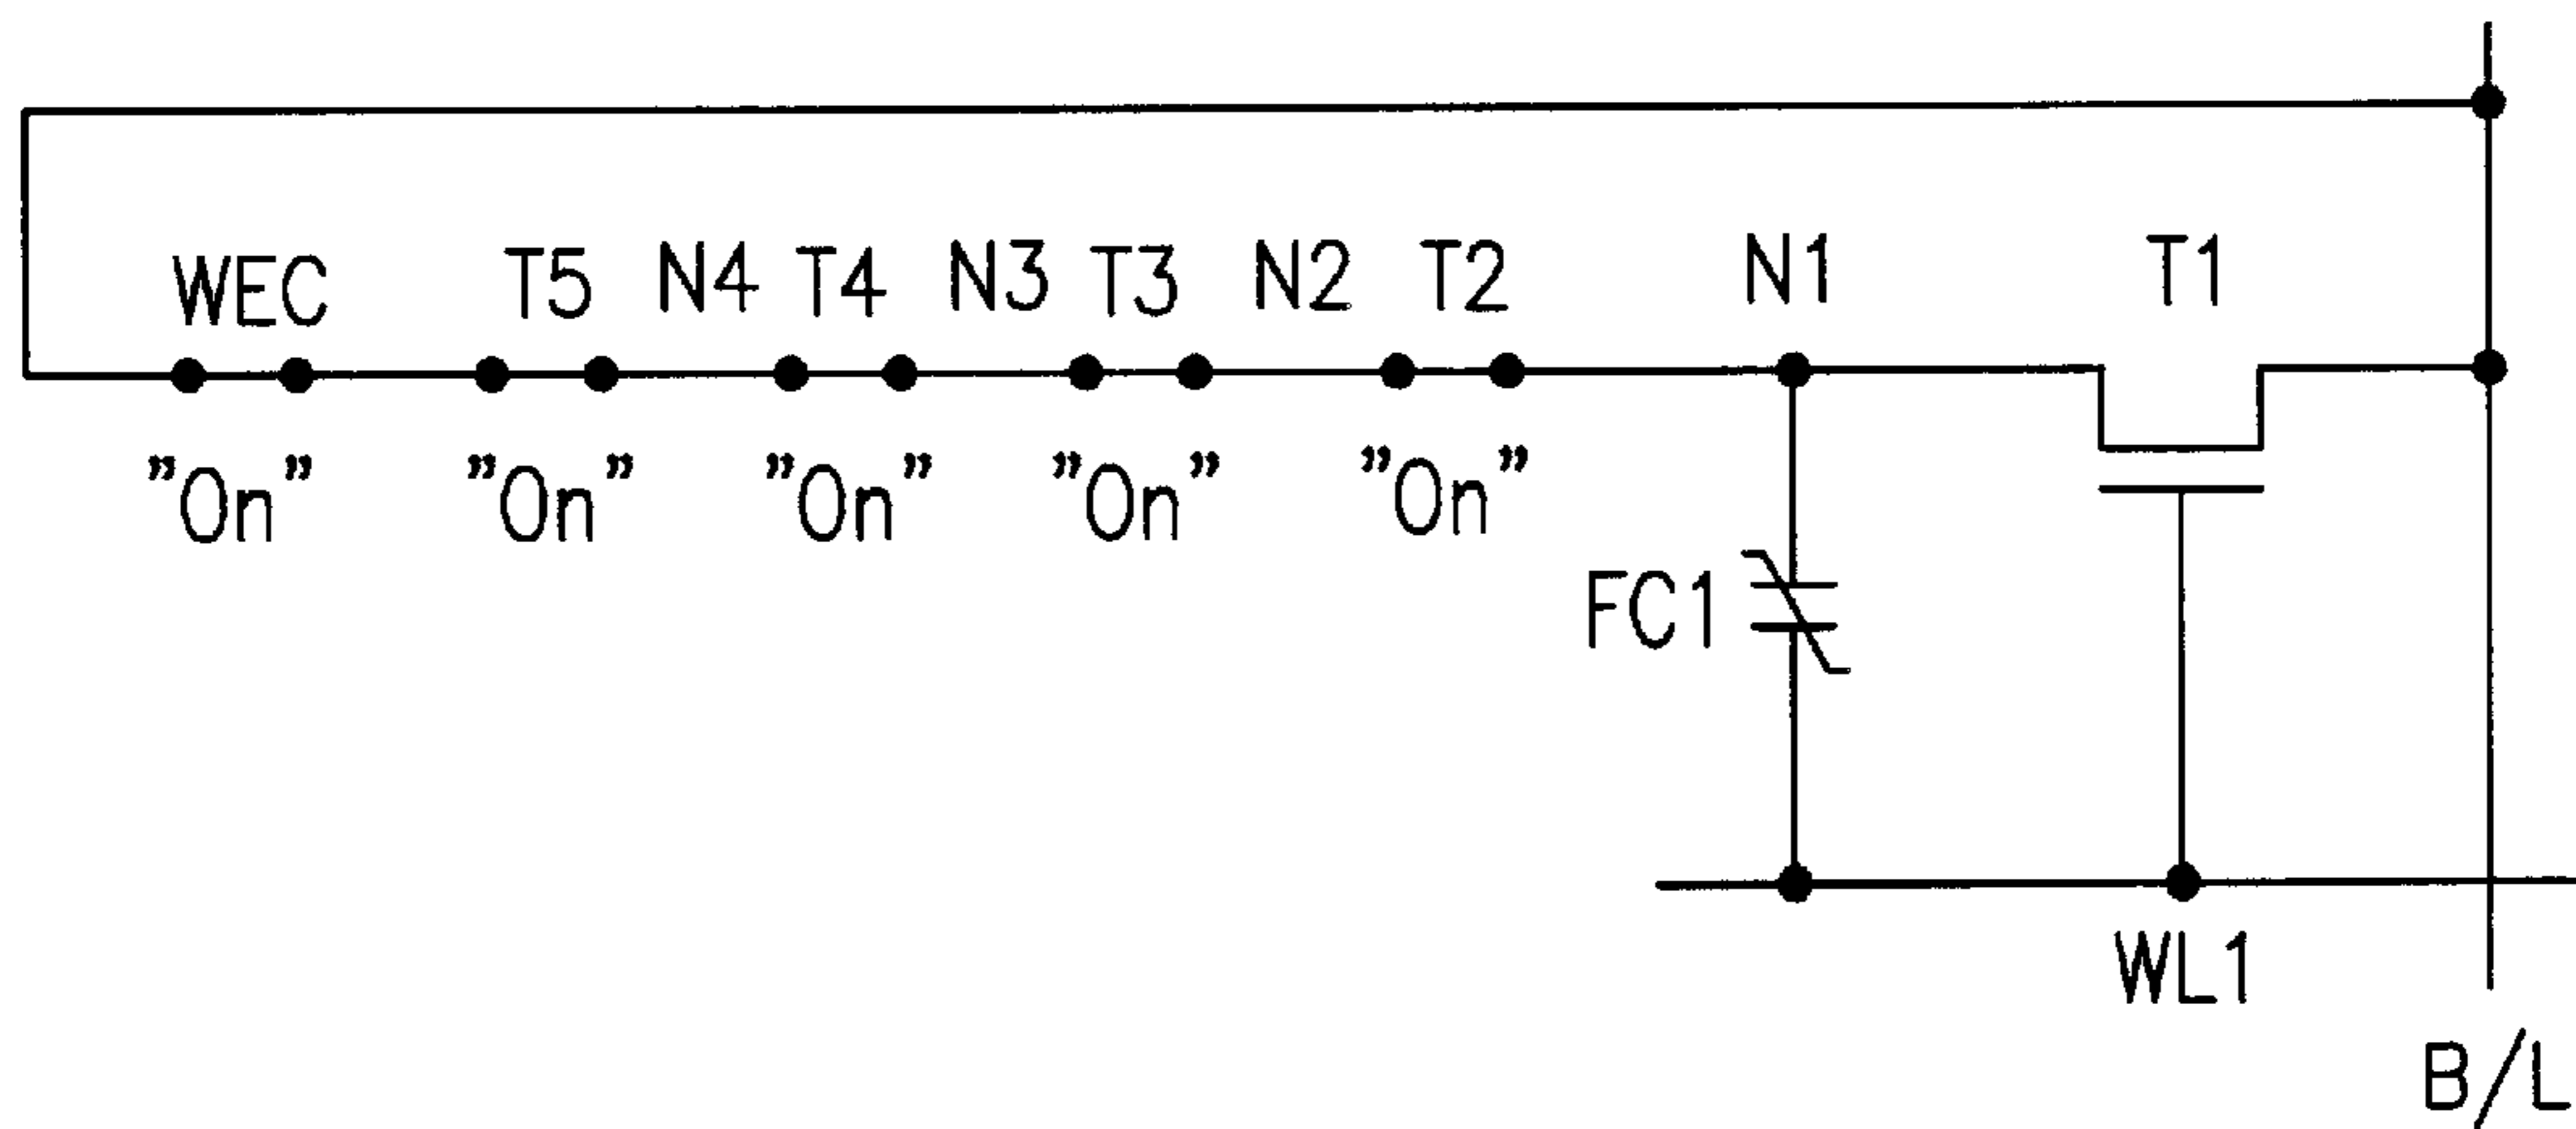 WEC T5 N4 T4 N3 T3 N2 T2 N1 T1
"On" "On" "On" "On" "On"
FC1
WL1
B/L